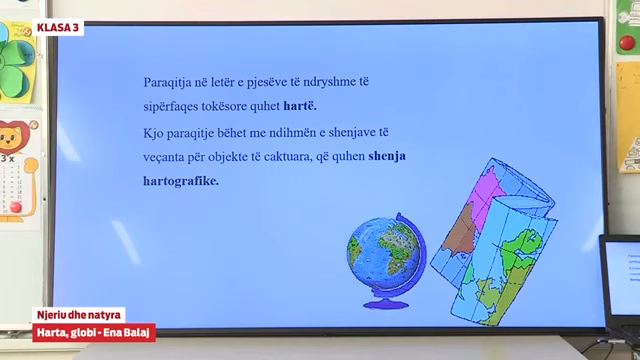 KLASA 3
Paraqitja në letër e pjesëve të ndryshme të
sipërfaqes tokësore quhet hartë.
Kjo paraqitje bëhet me ndihmën e shenjave të
veçanta për objekte të caktuara, që quhen shenja
hartografike.
Njeriu dhe natyra
Harta, globi - Ena Balaj